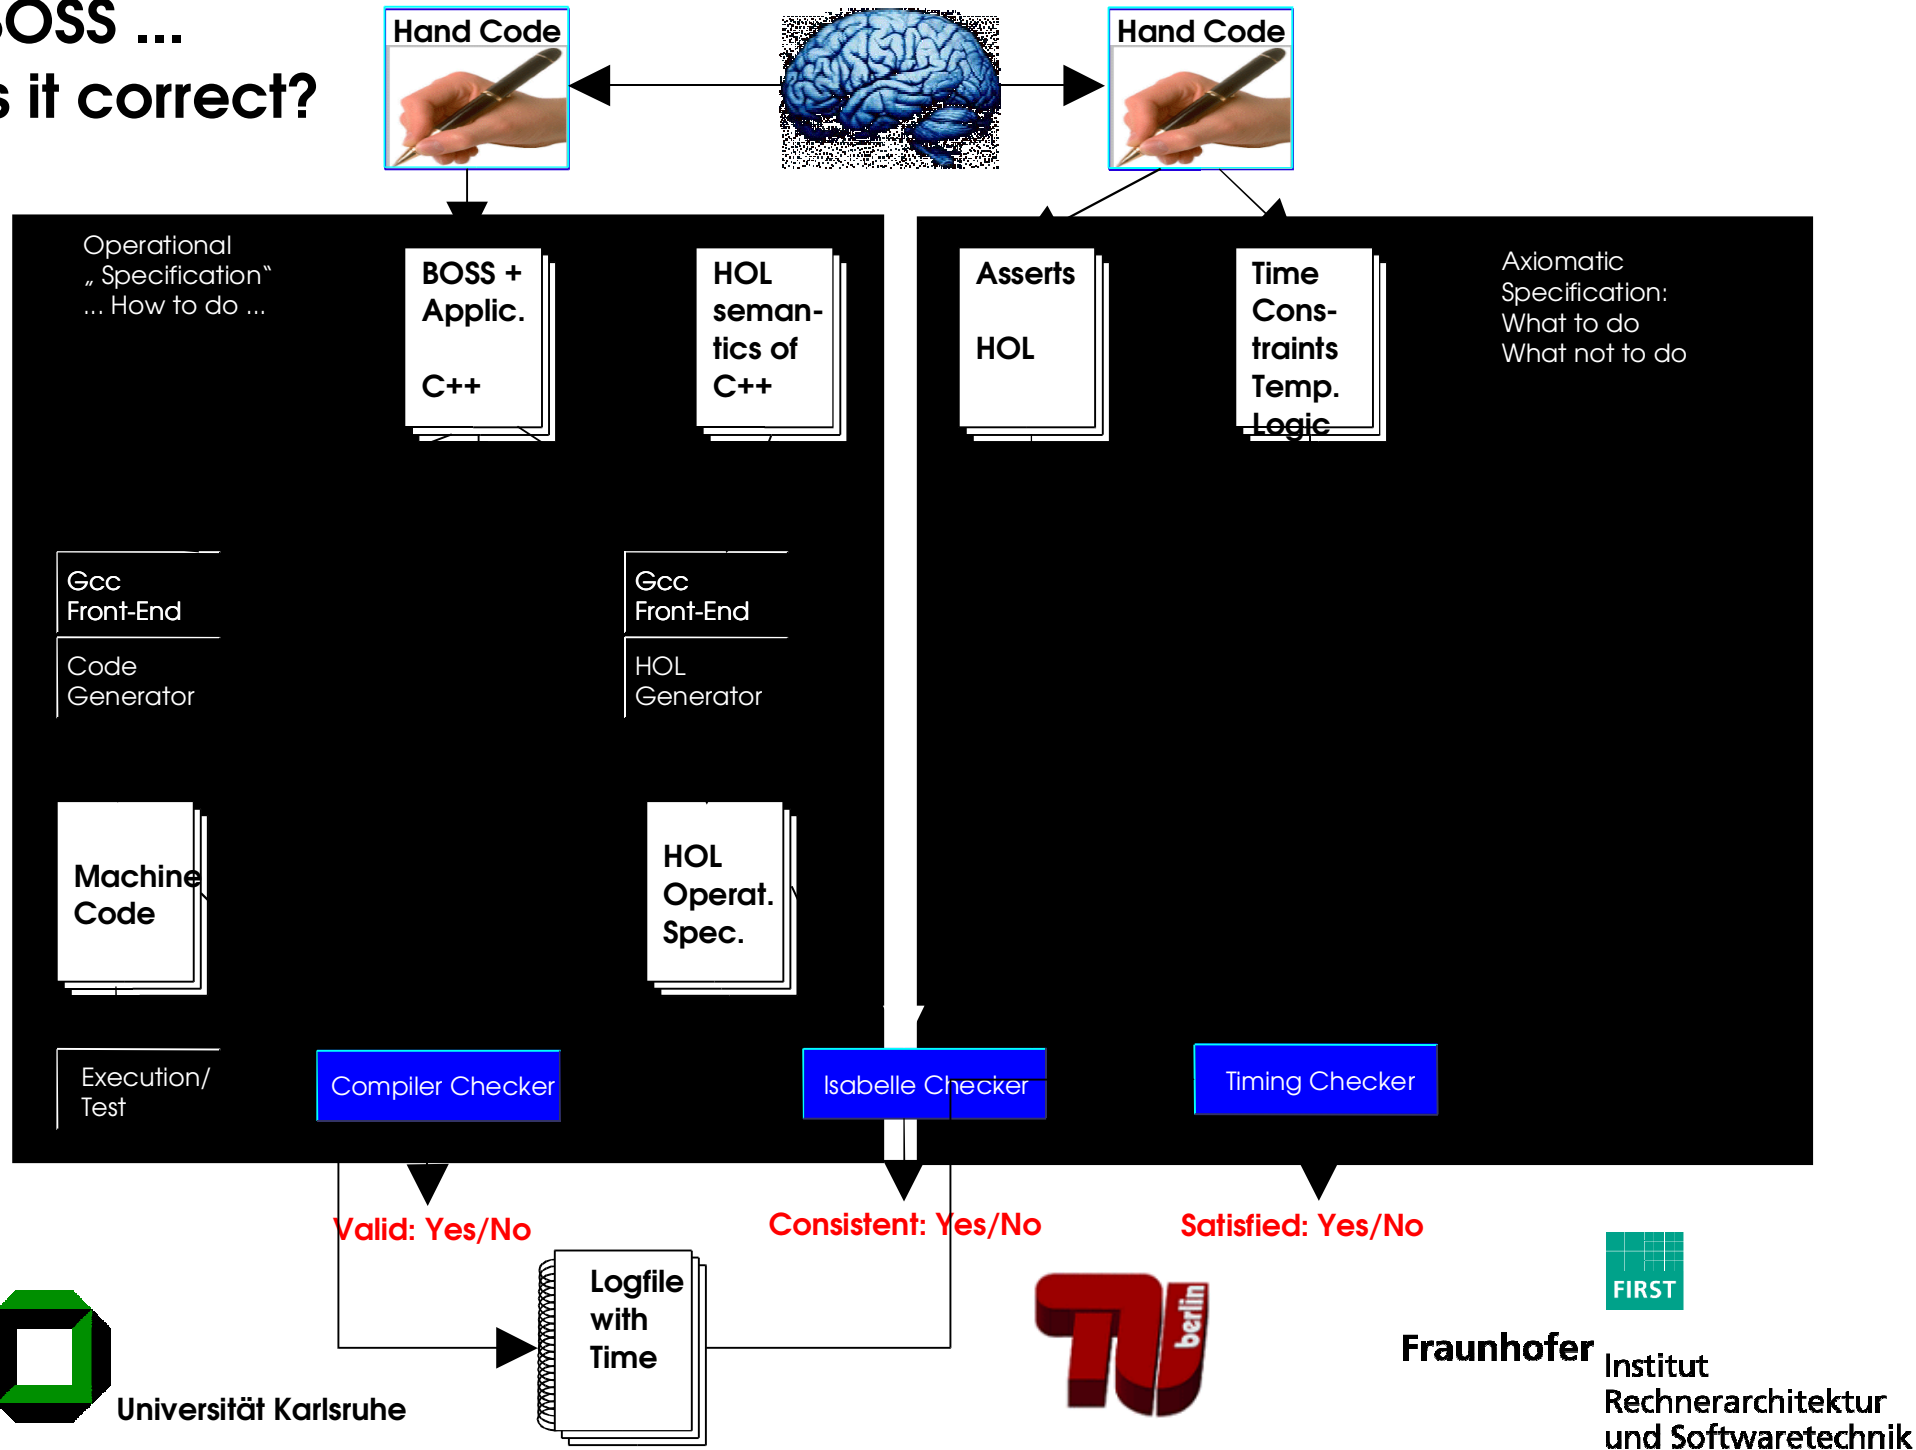 BOSS ...
s it correct?
Hand Code
Hand Code
Operational
„ Specification“
... How to do ...
BOSS +
Applic.
C++
HOL
seman-
tics of
C++
Asserts
HOL
Time
Cons-
traints
Temp.
Logic
Axiomatic
Specification:
What to do
What not to do
Gcc
Front-End
Code
Generator
Gcc
Front-End
HOL
Generator
Machine
Code
HOL
Operat.
Spec.
Execution/
Test
Compiler Checker
Isabelle Checker
Timing Checker
Valid: Yes/No
Consistent: Yes/No
Satisfied: Yes/No
Logfile
with
Time
Universität Karlsruhe
berlin
FIRST
Fraunhofer
Institut
Rechnerarchitektur
und Softwaretechnik